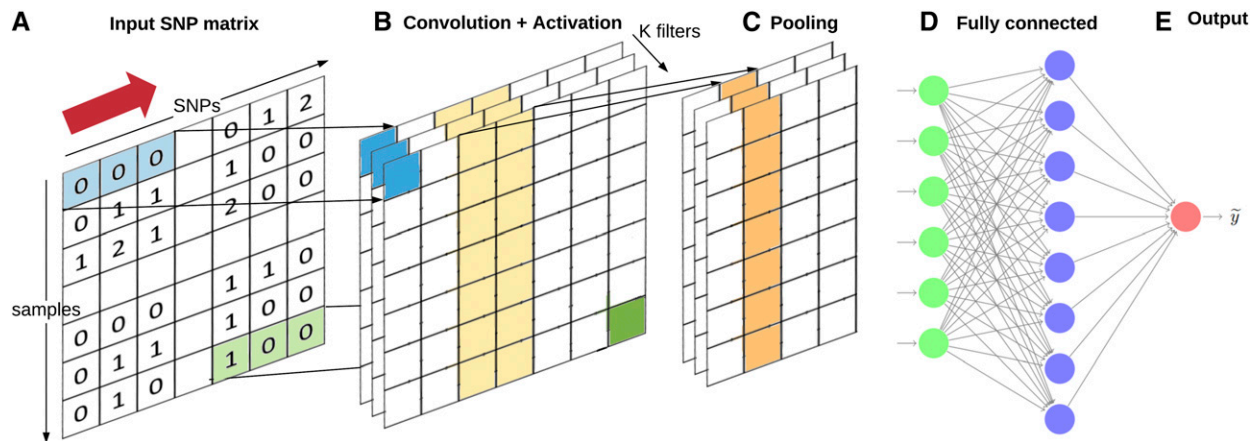 A Input SNP matrix
B Convolution + Activation
C Pooling
D Fully connected
E Output
K filters
SNPs
samples
0 0 0 0 1 2
0 1 1 1 0 0
1 2 1 2 0 0
0 0 0 1 1 0
0 1 1 1 0 0
0 1 0 1 0 0
ỹ